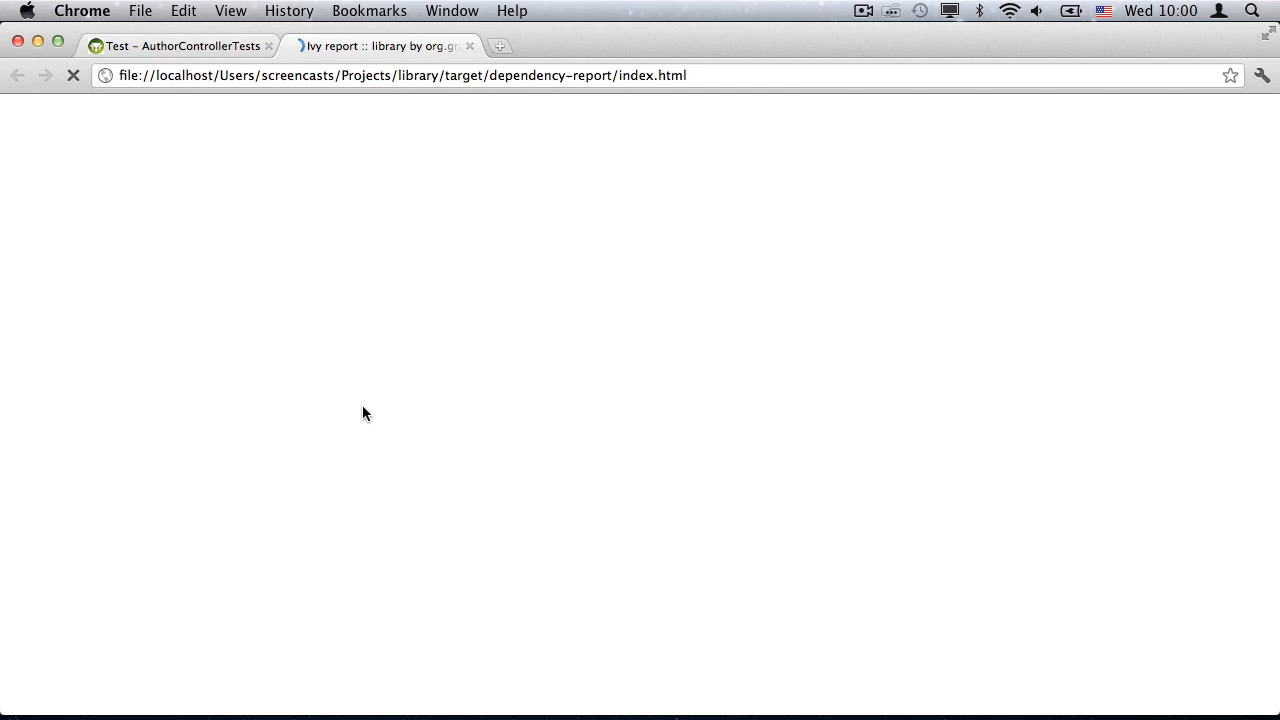 Chrome File Edit View History Bookmarks Window Help Wed 10:00
Test – AuthorControllerTests Ivy report :: library by org.gr
file://localhost/Users/screencasts/Projects/library/target/dependency-report/index.html